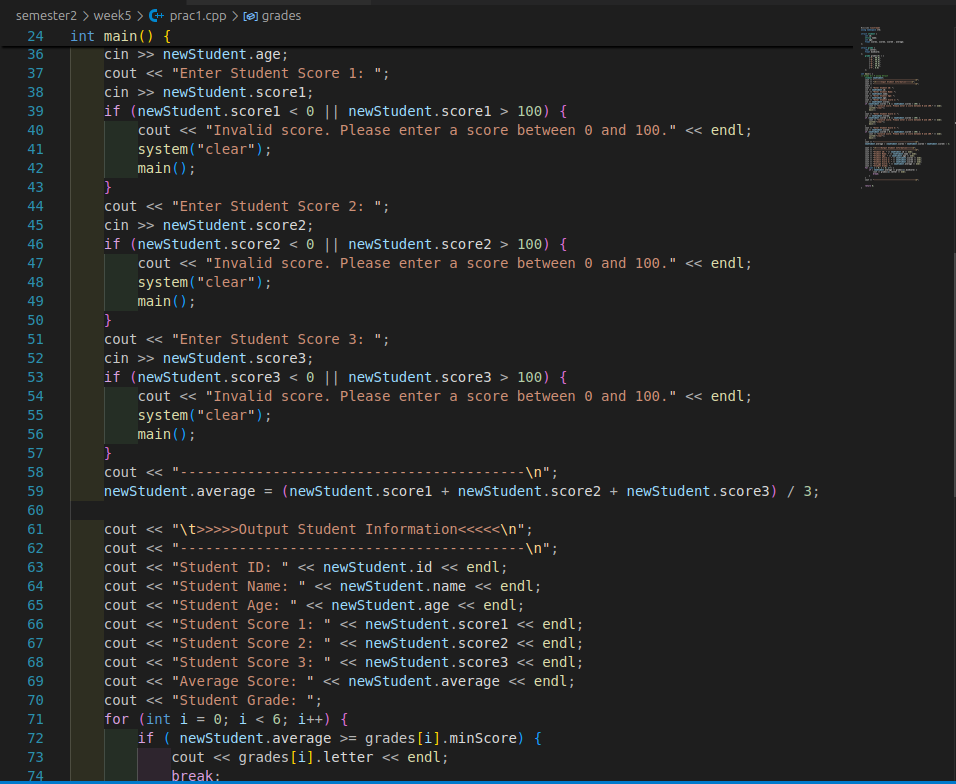 semester2 > week5 > prac1.cpp > grades
24 int main() {
36 cin >> newStudent.age;
37 cout << "Enter Student Score 1: ";
38 cin >> newStudent.score1;
39 if (newStudent.score1 < 0 || newStudent.score1 > 100) {
40 cout << "Invalid score. Please enter a score between 0 and 100." << endl;
41 system("clear");
42 main();
43 }
44 cout << "Enter Student Score 2: ";
45 cin >> newStudent.score2;
46 if (newStudent.score2 < 0 || newStudent.score2 > 100) {
47 cout << "Invalid score. Please enter a score between 0 and 100." << endl;
48 system("clear");
49 main();
50 }
51 cout << "Enter Student Score 3: ";
52 cin >> newStudent.score3;
53 if (newStudent.score3 < 0 || newStudent.score3 > 100) {
54 cout << "Invalid score. Please enter a score between 0 and 100." << endl;
55 system("clear");
56 main();
57 }
58 cout << "-----------------------------------------\n";
59 newStudent.average = (newStudent.score1 + newStudent.score2 + newStudent.score3) / 3;
60
61 cout << "\t>>>>>Output Student Information<<<<<\n";
62 cout << "-----------------------------------------\n";
63 cout << "Student ID: " << newStudent.id << endl;
64 cout << "Student Name: " << newStudent.name << endl;
65 cout << "Student Age: " << newStudent.age << endl;
66 cout << "Student Score 1: " << newStudent.score1 << endl;
67 cout << "Student Score 2: " << newStudent.score2 << endl;
68 cout << "Student Score 3: " << newStudent.score3 << endl;
69 cout << "Average Score: " << newStudent.average << endl;
70 cout << "Student Grade: ";
71 for (int i = 0; i < 6; i++) {
72 if ( newStudent.average >= grades[i].minScore) {
73 cout << grades[i].letter << endl;
74 break;